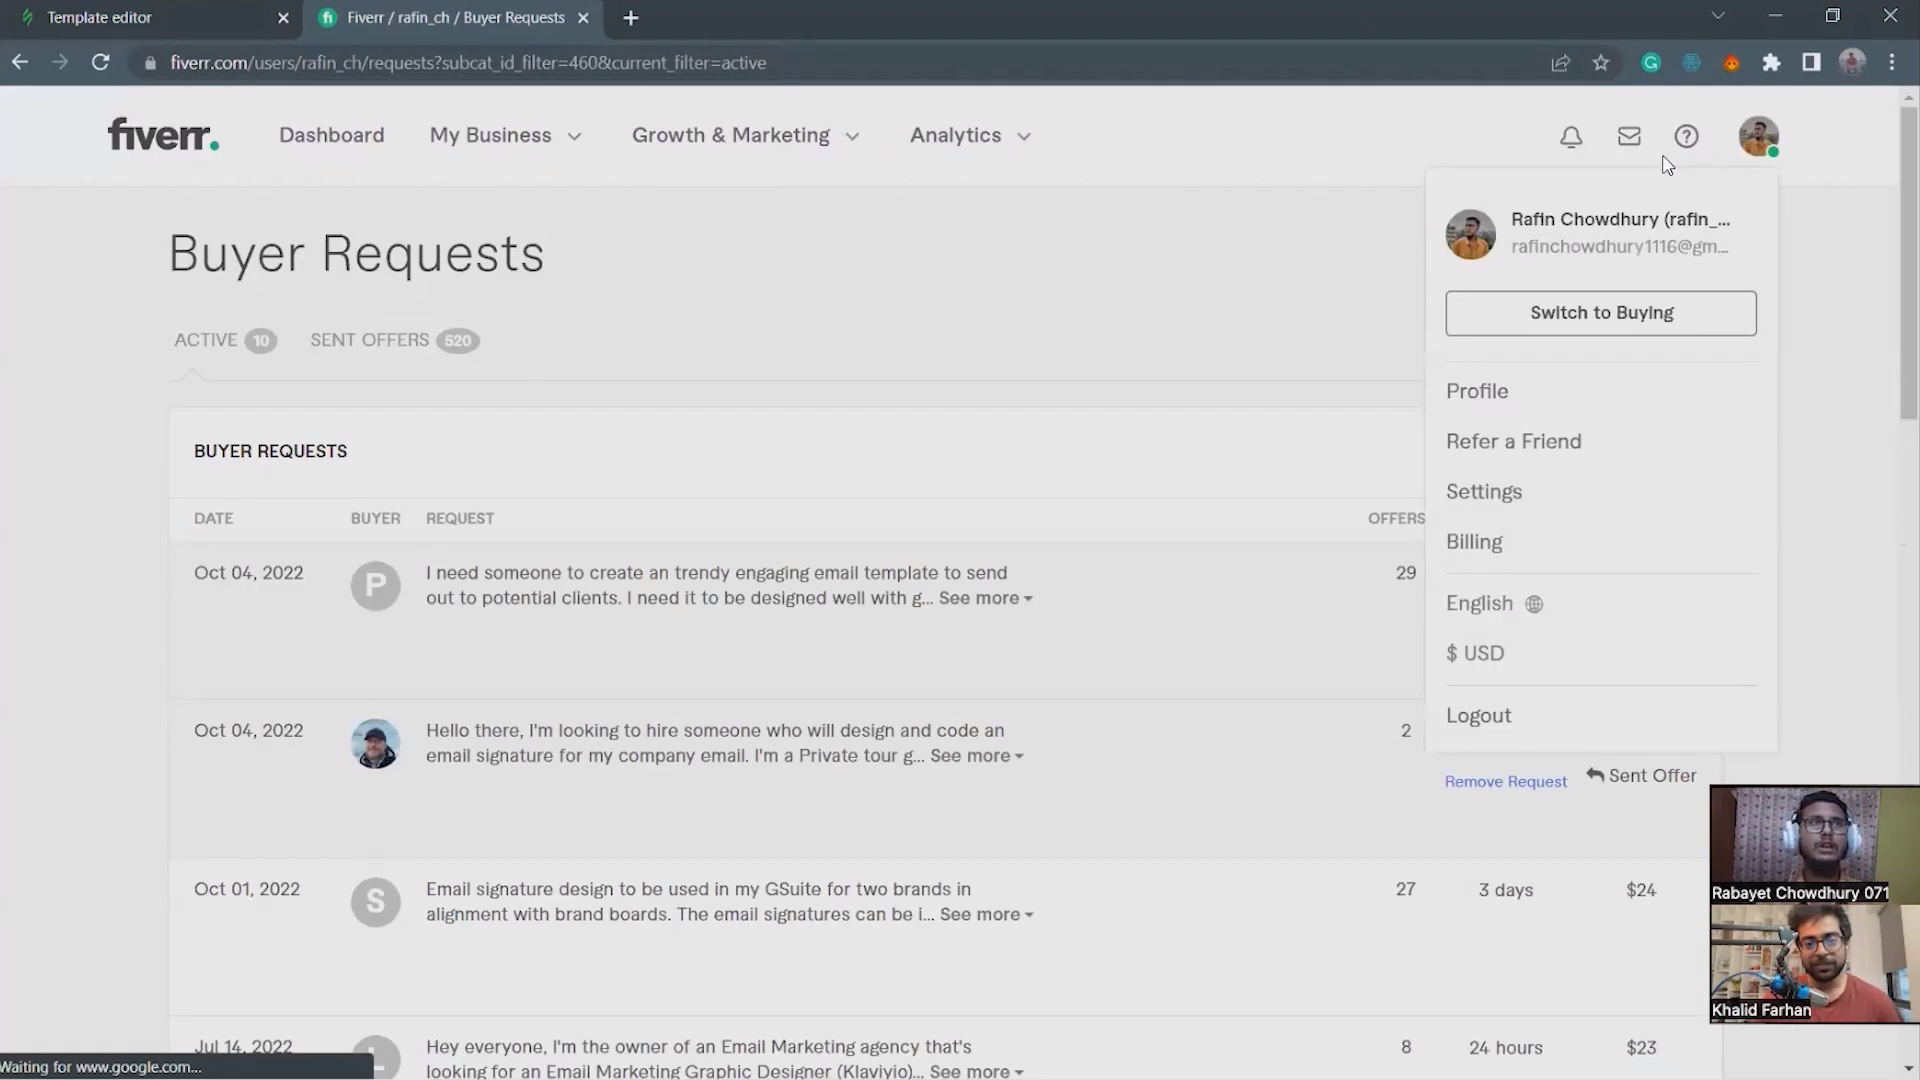 Template editor
Fiverr / rafin_ch / Buyer Requests
fiverr.com/users/rafin_ch/requests?subcat_id_filter=460&current_filter=active
fiverr.
Dashboard
My Business
Growth & Marketing
Analytics
Rafin Chowdhury (rafin_...
rafinchowdhury1116@gm...
Switch to Buying
Profile
Refer a Friend
Settings
Billing
English
$ USD
Logout
Buyer Requests
ACTIVE 10
SENT OFFERS 520
BUYER REQUESTS
DATE BUYER REQUEST OFFERS
Oct 04, 2022
P
I need someone to create an trendy engaging email template to send
out to potential clients. I need it to be designed well with g... See more
29
Oct 04, 2022
Hello there, I'm looking to hire someone who will design and code an
email signature for my company email. I'm a Private tour g... See more
2
Remove Request
Sent Offer
Oct 01, 2022
S
Email signature design to be used in my GSuite for two brands in
alignment with brand boards. The email signatures can be i... See more
27 3 days $24
Jul 14, 2022
L
Hey everyone, I'm the owner of an Email Marketing agency that's
looking for an Email Marketing Graphic Designer (Klaviyio)... See more
8 24 hours $23
Rabayet Chowdhury 071
Khalid Farhan
Waiting for www.google.com...